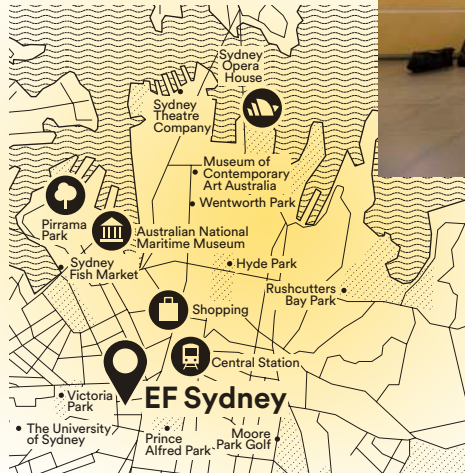 Sydney
Opera
House
Sydney
Theatre
Company
Museum of
Contemporary
Art Australia
Wentworth Park
Pirrama
Park
Australian National
Maritime Museum
Sydney
Fish Market
Hyde Park
Rushcutters
Bay Park
Shopping
Central Station
EF Sydney
Victoria
Park
The University
of Sydney
Prince
Alfred Park
Moore
Park Golf